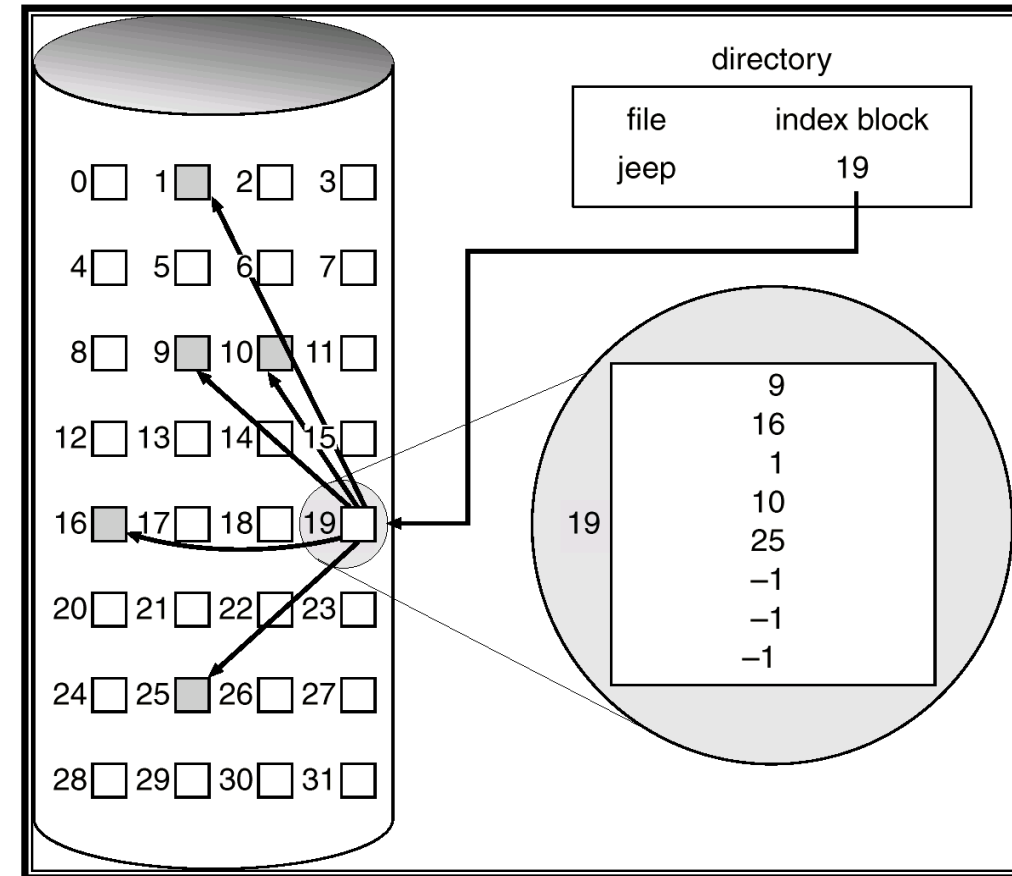 directory
file index block
jeep 19
0 1 2 3
4 5 6 7
8 9 10 11
12 13 14 15
16 17 18 19
20 21 22 23
24 25 26 27
28 29 30 31
19
9
16
1
10
25
–1
–1
–1